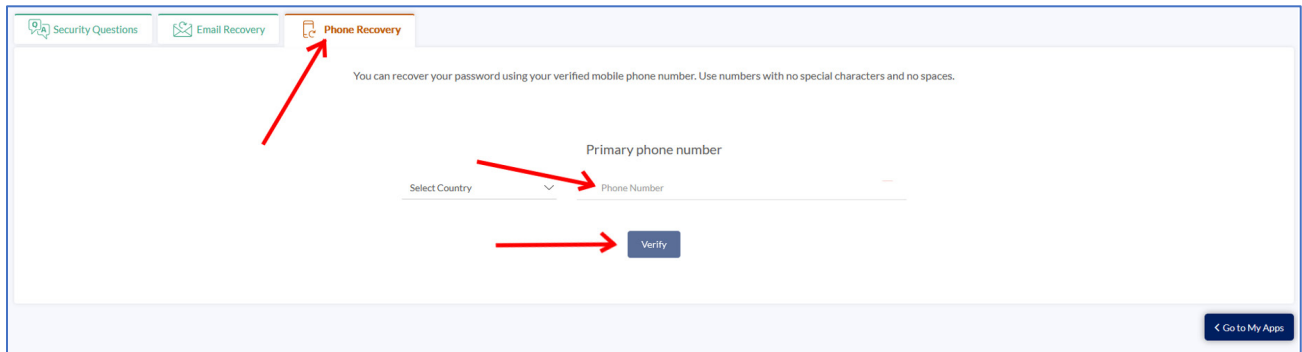 Security Questions
Email Recovery
Phone Recovery
You can recover your password using your verified mobile phone number. Use numbers with no special characters and no spaces.
Primary phone number
Select Country
Phone Number
Verify
< Go to My Apps